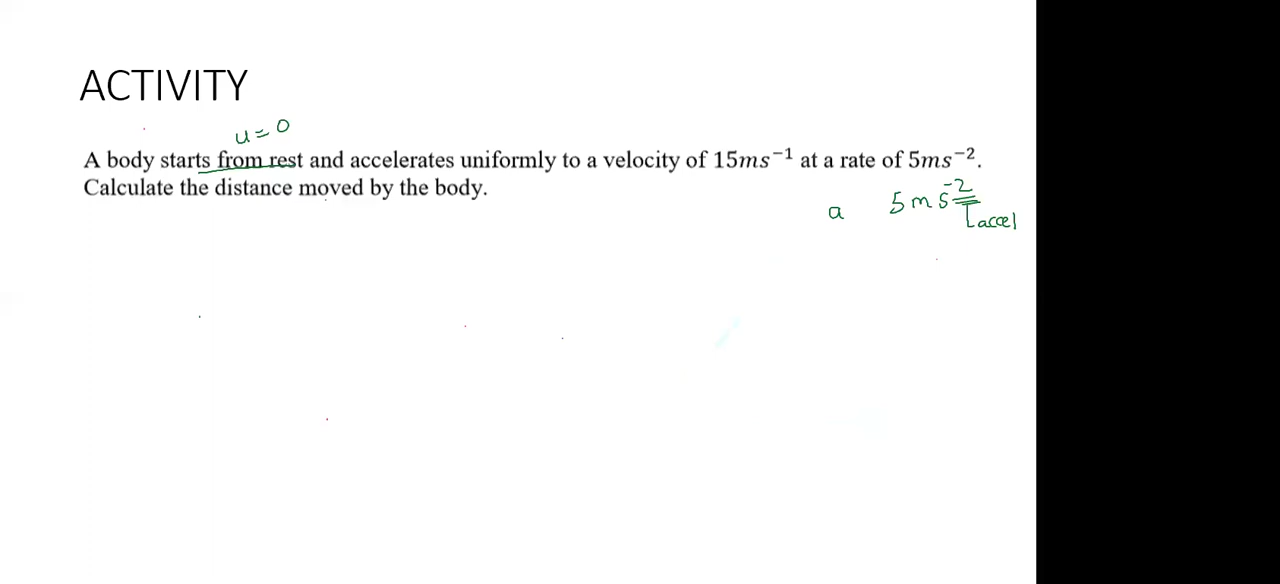 ACTIVITY
u = 0
A body starts from rest and accelerates uniformly to a velocity of 15ms⁻¹ at a rate of 5ms⁻².
Calculate the distance moved by the body.
a 5ms⁻²
accel